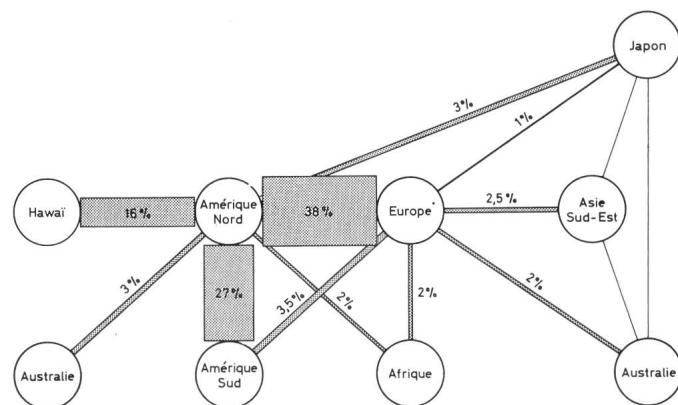 Japon
3%
1%
Hawaï
16%
Amérique
Nord
38%
Europe*
2,5%
Asie
Sud-Est
3%
27%
3,5%
2%
2%
2%
Australie
Amérique
Sud
Afrique
Australie